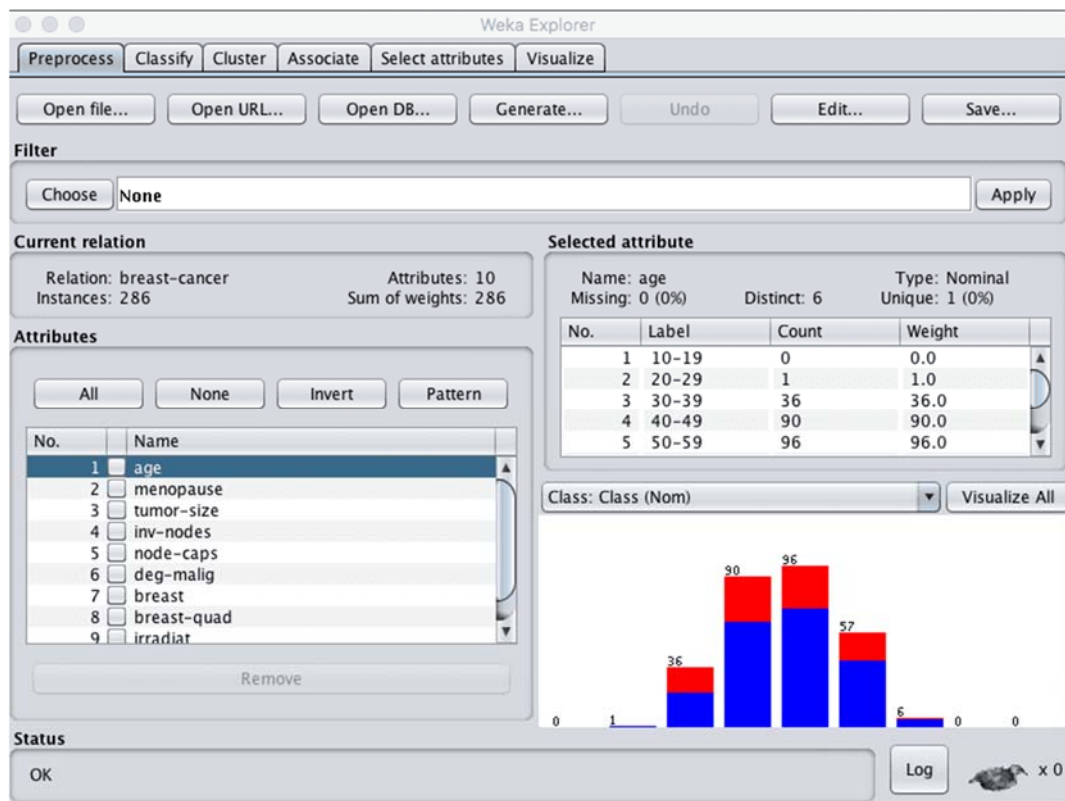 Weka Explorer
Preprocess Classify Cluster Associate Select attributes Visualize
Open file... Open URL... Open DB... Generate... Undo Edit... Save...
Filter
Choose None Apply
Current relation
Relation: breast-cancer Attributes: 10
Instances: 286 Sum of weights: 286
Attributes
All None Invert Pattern
No. Name
1 age
2 menopause
3 tumor-size
4 inv-nodes
5 node-caps
6 deg-malig
7 breast
8 breast-quad
9 irradiat
Remove
Selected attribute
Name: age Type: Nominal
Missing: 0 (0%) Distinct: 6 Unique: 1 (0%)
No. Label Count Weight
1 10-19 0 0.0
2 20-29 1 1.0
3 30-39 36 36.0
4 40-49 90 90.0
5 50-59 96 96.0
Class: Class (Nom) Visualize All
0 1 36 90 96 57 6 0 0
Status
OK
Log x 0